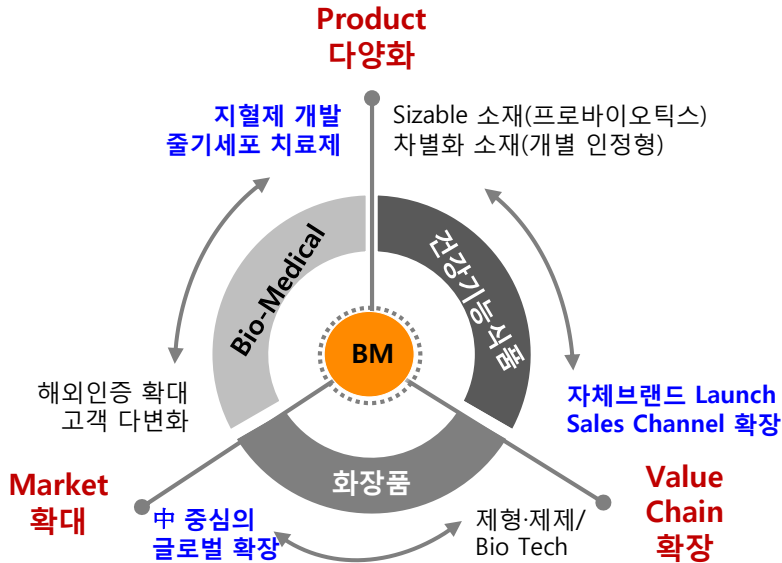 Product
다양화
지혈제 개발
줄기세포 치료제
Sizable 소재(프로바이오틱스)
차별화 소재(개별 인정형)
Bio-Medical
건강기능식품
BM
해외인증 확대
고객 다변화
자체브랜드 Launch
Sales Channel 확장
화장품
Market
확대
中 중심의
글로벌 확장
제형·제제/
Bio Tech
Value
Chain
확장